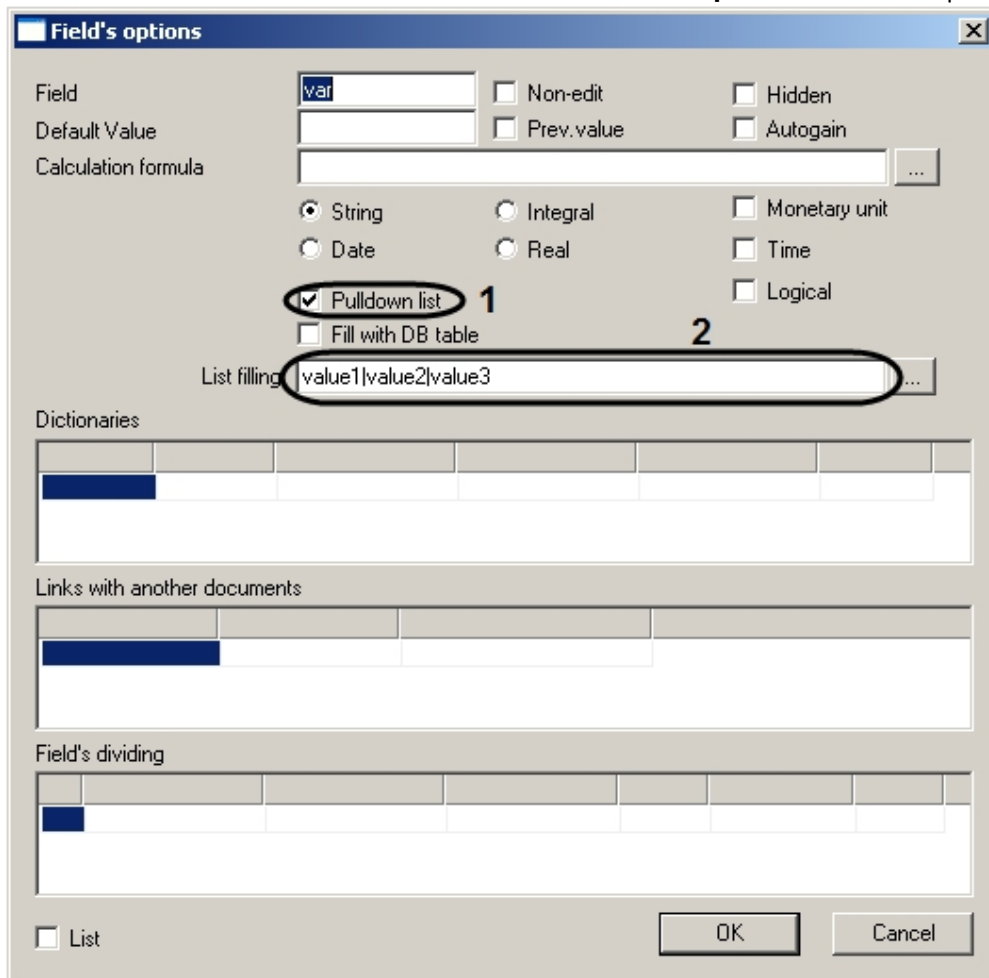 Field's options
Field var Non-edit Hidden
Default Value Prev.value Autogain
Calculation formula ...
String Integral Monetary unit
Date Real Time
Pulldown list 1 Logical
Fill with DB table 2
List filling value1|value2|value3 ...
Dictionaries
Links with another documents
Field's dividing
List OK Cancel